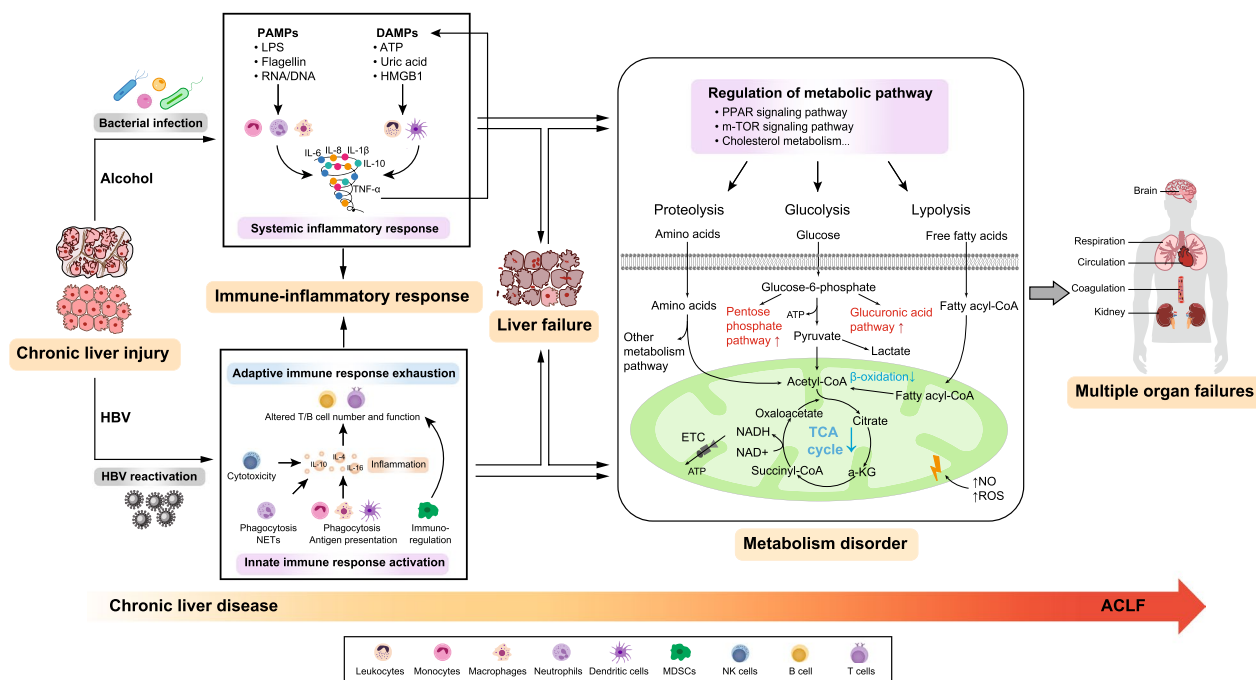 PAMPs
• LPS
• Flagellin
• RNA/DNA
DAMPs
• ATP
• Uric acid
• HMGB1
IL-6
IL-8
IL-1β
IL-10
TNF-α
Systemic inflammatory response
Bacterial infection
Alcohol
Chronic liver injury
HBV
HBV reactivation
Immune-inflammatory response
Liver failure
Adaptive immune response exhaustion
Altered T/B cell number and function
Cytotoxicity
IL-10
IL-4
IL-16
Inflammation
Phagocytosis
NETs
Phagocytosis
Antigen presentation
Immuno-
regulation
Innate immune response activation
Regulation of metabolic pathway
• PPAR signaling pathway
• m-TOR signaling pathway
• Cholesterol metabolism...
Proteolysis
Glucolysis
Lypolysis
Amino acids
Glucose
Free fatty acids
Glucose-6-phosphate
Amino acids
Pentose
phosphate
pathway ↑
ATP
Glucuronic acid
pathway ↑
Fatty acyl-CoA
Other
metabolism
pathway
Pyruvate
Lactate
Acetyl-CoA
β-oxidation↓
Fatty acyl-CoA
Oxaloacetate
Citrate
ETC
NADH
NAD+
TCA
cycle
ATP
Succinyl-CoA
a-KG
↑NO
↑ROS
Metabolism disorder
Brain
Respiration
Circulation
Coagulation
Kidney
Multiple organ failures
Chronic liver disease
ACLF
Leukocytes
Monocytes
Macrophages
Neutrophils
Dendritic cells
MDSCs
NK cells
B cell
T cells